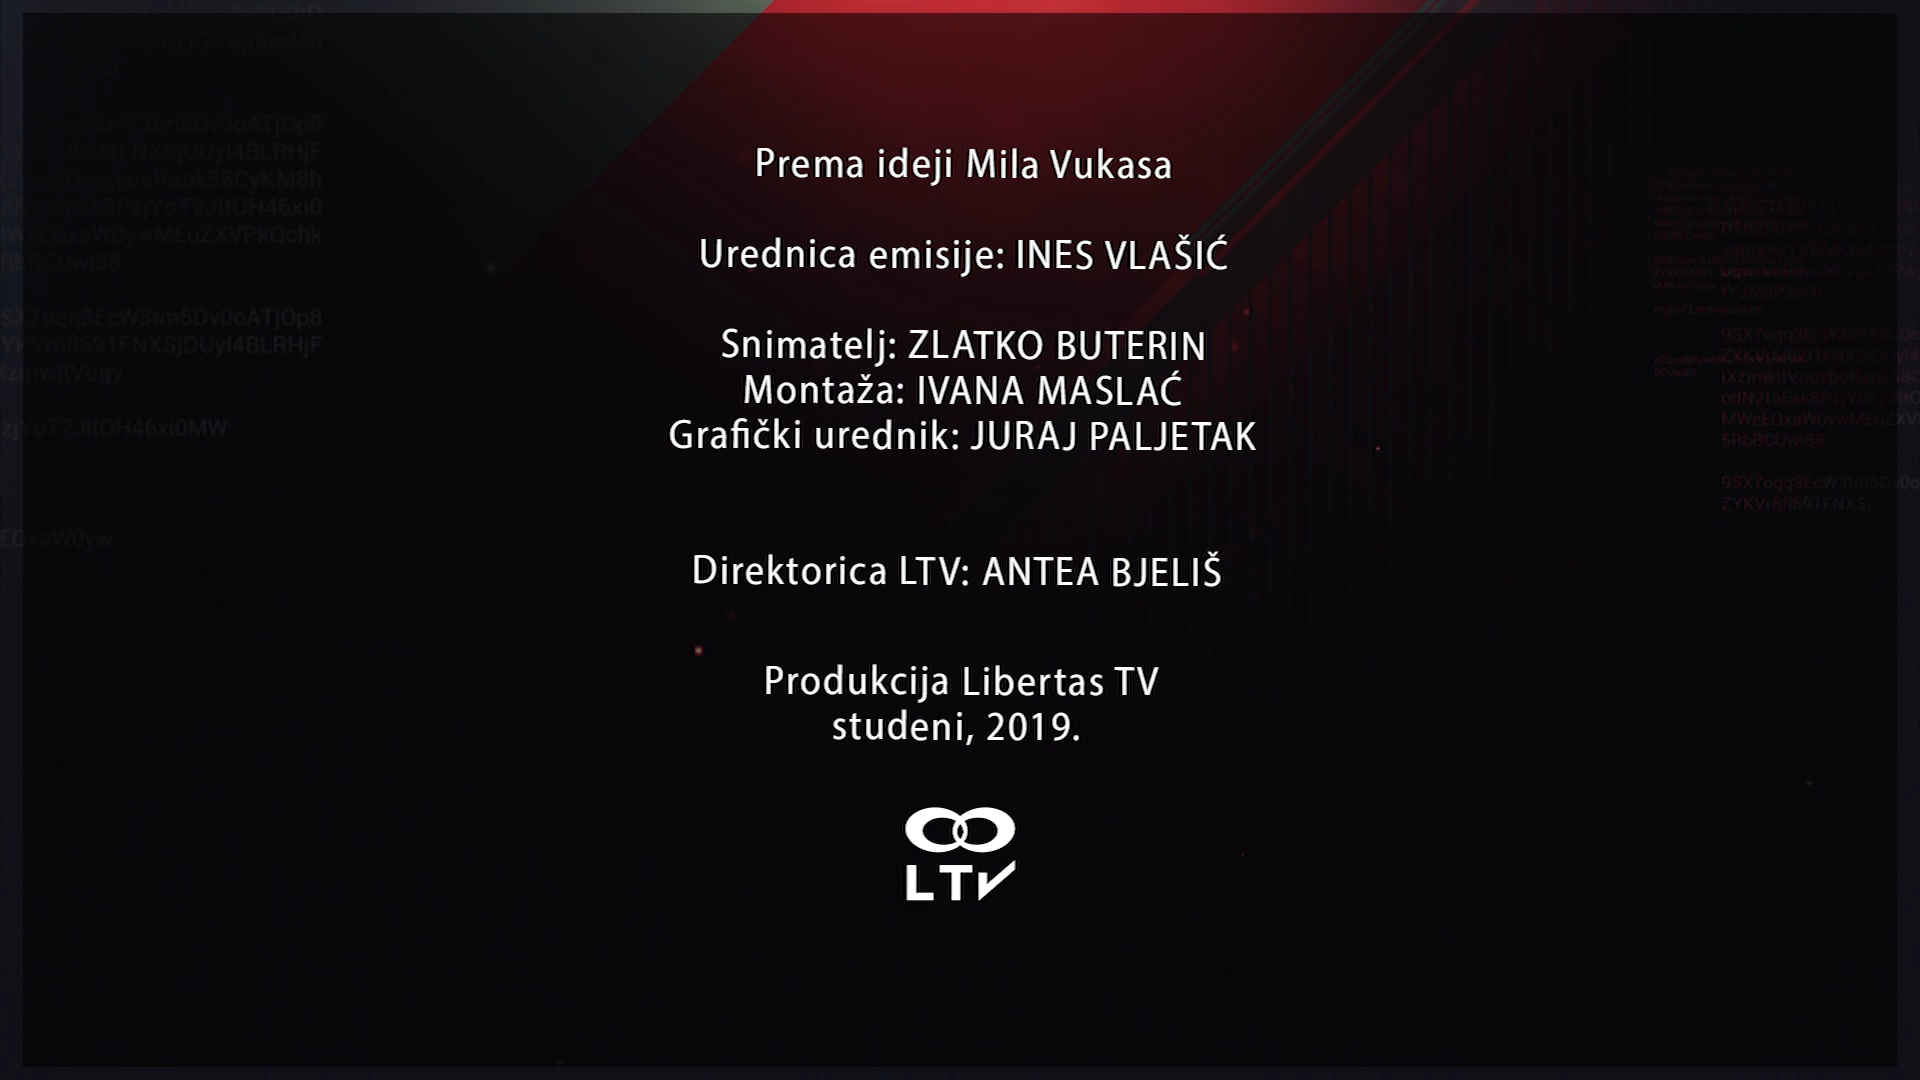 Prema ideji Mila Vukasa
Urednica emisije: INES VLAŠIĆ
Snimatelj: ZLATKO BUTERIN
Montaža: IVANA MASLAĆ
Grafički urednik: JURAJ PALJETAK
Direktorica LTV: ANTEA BJELIŠ
Produkcija Libertas TV
studeni, 2019.
LTV